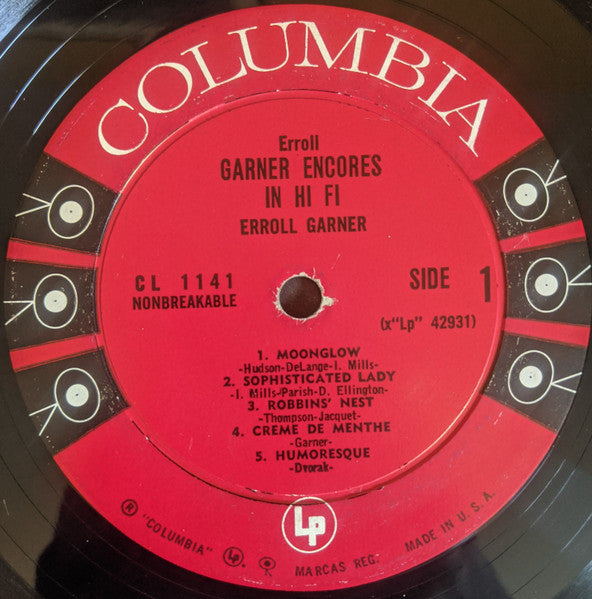 COLUMBIA
Erroll
GARNER ENCORES
IN HI FI
ERROLL GARNER
CL 1141
NONBREAKABLE
SIDE 1
(x"Lp" 42931)
1. MOONGLOW
-Hudson-DeLange-I. Mills-
2. SOPHISTICATED LADY
-I. Mills-Parish-D. Ellington-
3. ROBBINS' NEST
-Thompson-Jacquet-
4. CREME DE MENTHE
-Garner-
5. HUMORESQUE
-Dvorak-
Lp
® "COLUMBIA" Lp MARCAS REG. MADE IN U. S. A.